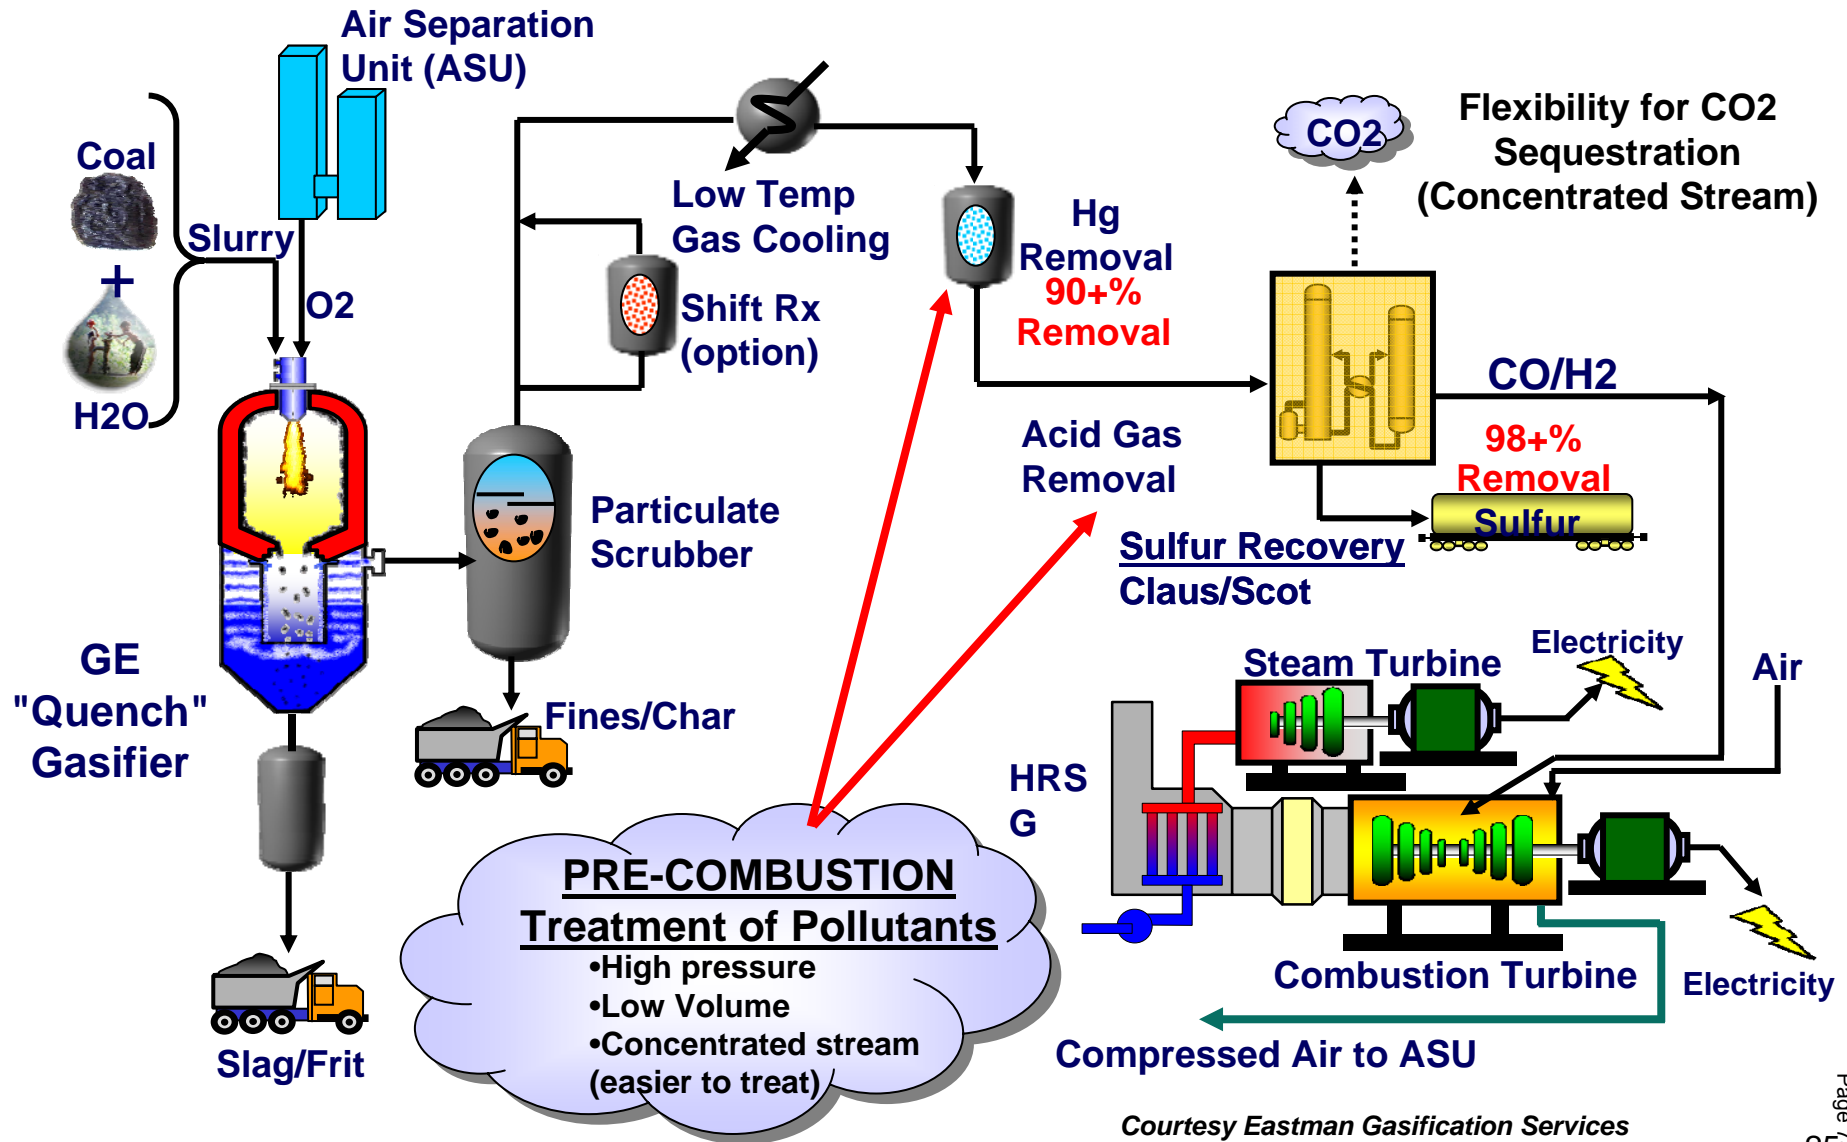 Air Separation
Unit (ASU)
Coal
+
H2O
Slurry
O2
GE
"Quench"
Gasifier
Slag/Frit
Particulate
Scrubber
Fines/Char
Shift Rx
(option)
Low Temp
Gas Cooling
Hg
Removal
90+%
Removal
CO2
Flexibility for CO2
Sequestration
(Concentrated Stream)
Acid Gas
Removal
CO/H2
98+%
Removal
Sulfur
Sulfur Recovery
Claus/Scot
Steam Turbine
Electricity
Air
HRS
G
Combustion Turbine
Electricity
Compressed Air to ASU
PRE-COMBUSTION
Treatment of Pollutants
•High pressure
•Low Volume
•Concentrated stream
(easier to treat)
Courtesy Eastman Gasification Services
Page